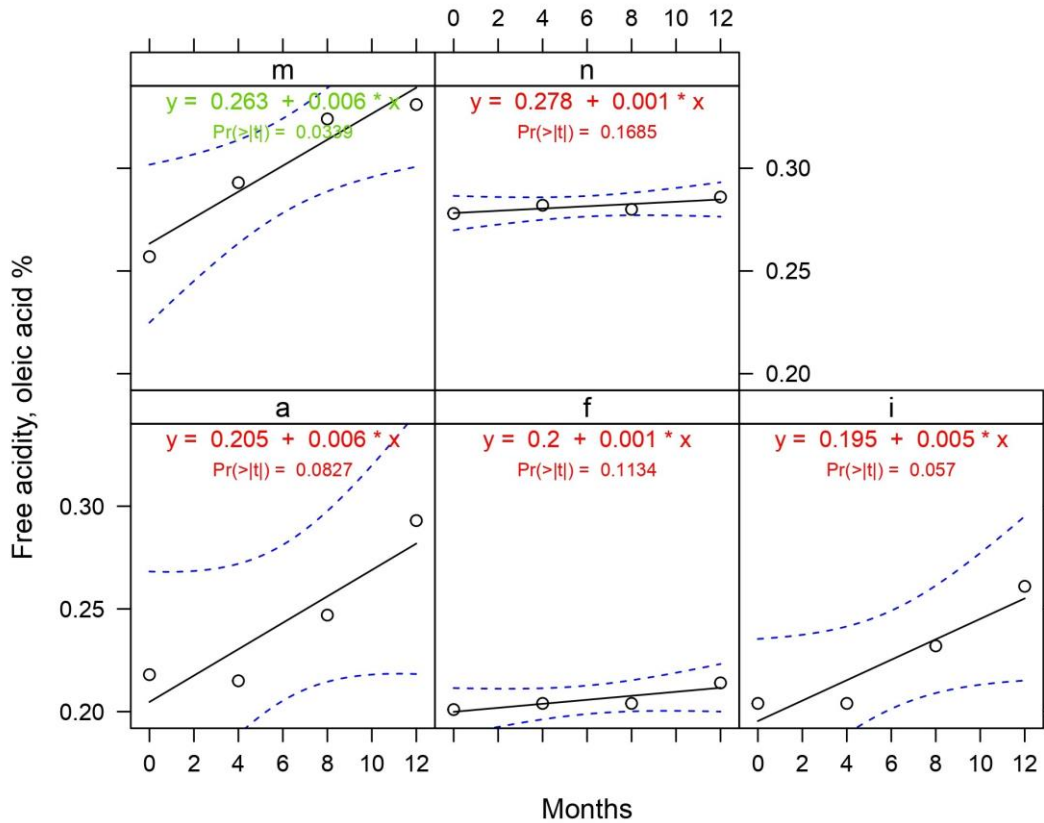 0 2 4 6 8 10 12
m
n
y = 0.263 + 0.006 * x
Pr(>|t|) = 0.0339
y = 0.278 + 0.001 * x
Pr(>|t|) = 0.1685
0.30
0.25
0.20
Free acidity, oleic acid %
a
f
i
y = 0.205 + 0.006 * x
Pr(>|t|) = 0.0827
y = 0.2 + 0.001 * x
Pr(>|t|) = 0.1134
y = 0.195 + 0.005 * x
Pr(>|t|) = 0.057
0.30
0.25
0.20
0 2 4 6 8 10 12
0 2 4 6 8 10 12
Months